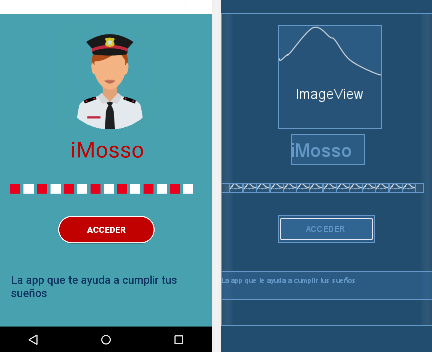 iMosso
ACCEDER
La app que te ayuda a cumplir tus
sueños
ImageView
iMosso
ACCEDER
La app que te ayuda a cumplir tus sueños